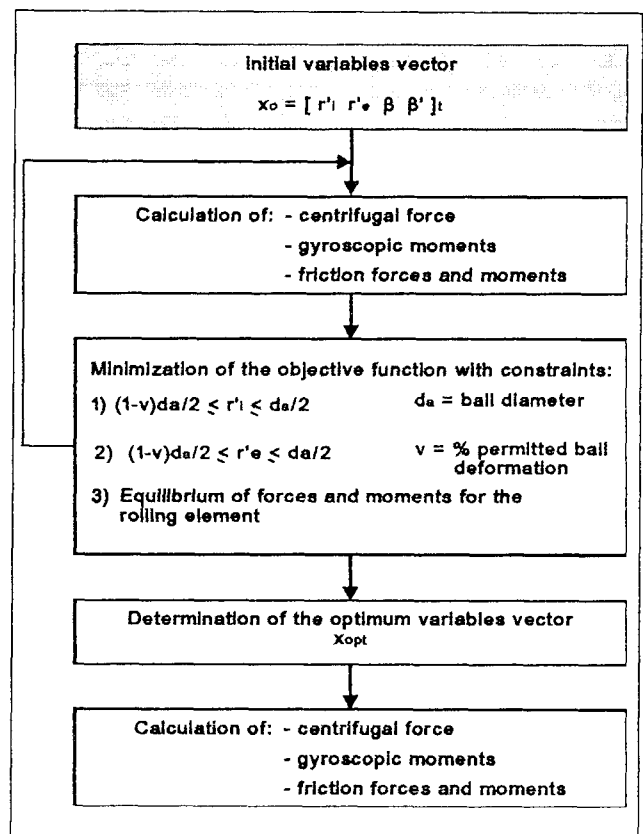 Initial variables vector
xo = [ r'i r'e β β' ]t
Calculation of: - centrifugal force
- gyroscopic moments
- friction forces and moments
Minimization of the objective function with constraints:
1) (1-v)da/2 ≤ r'i ≤ da/2 da = ball diameter
2) (1-v)da/2 ≤ r'e ≤ da/2 v = % permitted ball
deformation
3) Equilibrium of forces and moments for the
rolling element
Determination of the optimum variables vector
xopt
Calculation of: - centrifugal force
- gyroscopic moments
- friction forces and moments